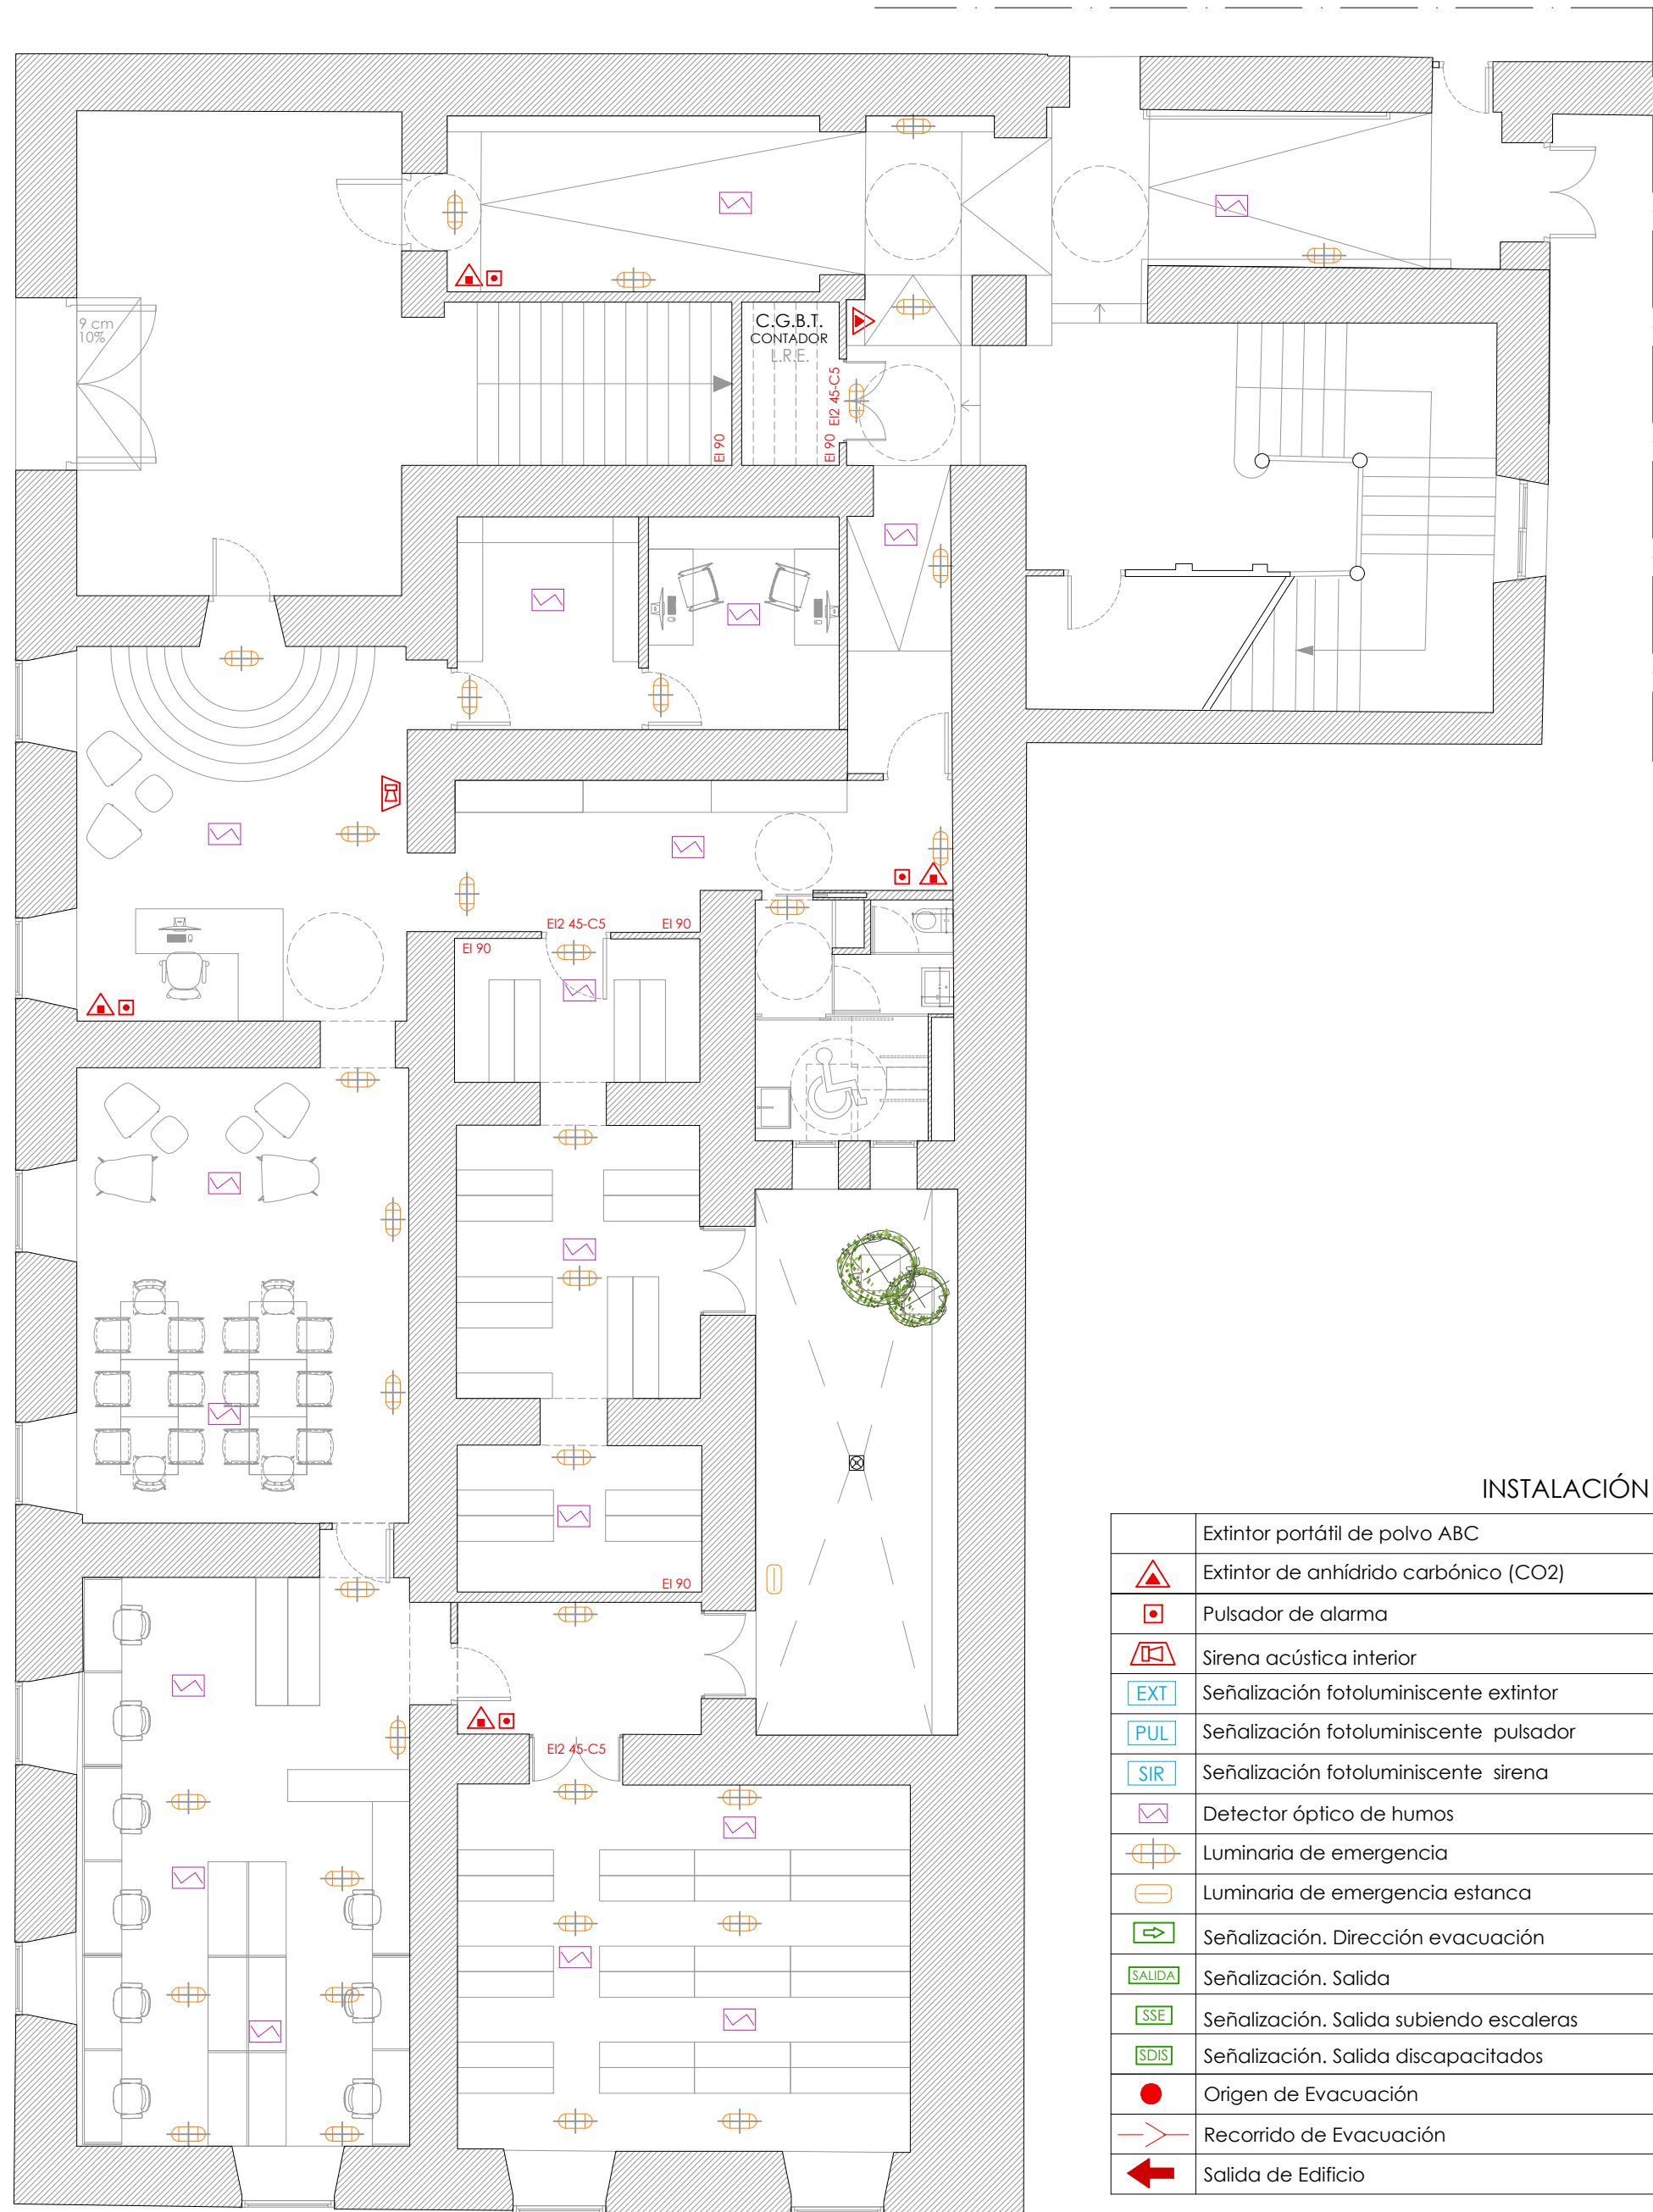 9 cm
10%
C.G.B.T.
CONTADOR
L.R.E.
EI2 45-C5
EI 90
EI 90
EI2 45-C5
EI 90
EI 90
EI 90
EI2 45-C5
INSTALACIÓN
Extintor portátil de polvo ABC
Extintor de anhídrido carbónico (CO2)
Pulsador de alarma
Sirena acústica interior
EXT Señalización fotoluminiscente extintor
PUL Señalización fotoluminiscente pulsador
SIR Señalización fotoluminiscente sirena
Detector óptico de humos
Luminaria de emergencia
Luminaria de emergencia estanca
Señalización. Dirección evacuación
SALIDA Señalización. Salida
SSE Señalización. Salida subiendo escaleras
SDIS Señalización. Salida discapacitados
Origen de Evacuación
Recorrido de Evacuación
Salida de Edificio